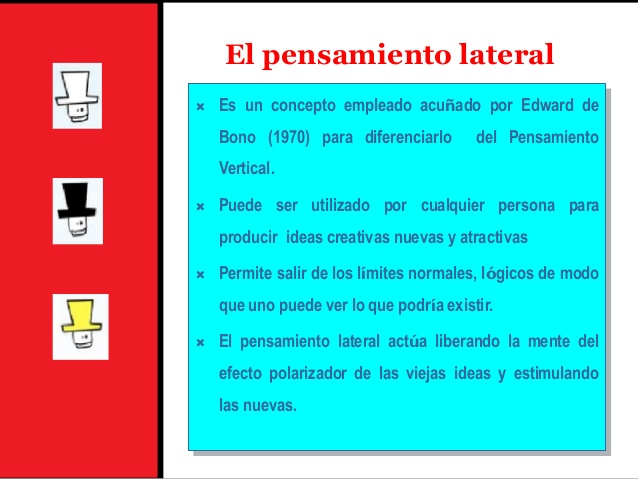 El pensamiento lateral
× Es un concepto empleado acuñado por Edward de
Bono (1970) para diferenciarlo del Pensamiento
Vertical.
× Puede ser utilizado por cualquier persona para
producir ideas creativas nuevas y atractivas
× Permite salir de los límites normales, lógicos de modo
que uno puede ver lo que podría existir.
× El pensamiento lateral actúa liberando la mente del
efecto polarizador de las viejas ideas y estimulando
las nuevas.